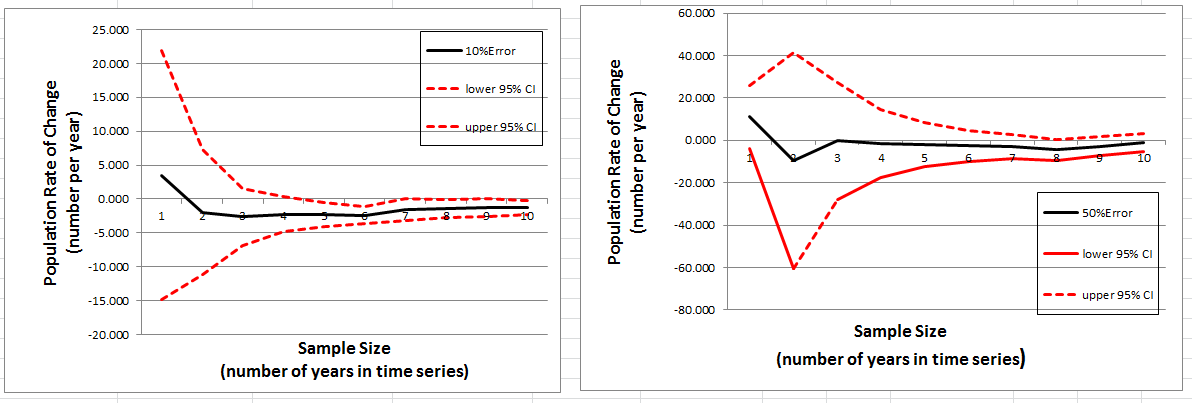 25.000
20.000
15.000
10.000
5.000
0.000
-5.000
-10.000
-15.000
-20.000
Population Rate of Change
(number per year)
10%Error
lower 95% CI
upper 95% CI
1 2 3 4 5 6 7 8 9 10
Sample Size
(number of years in time series)
60.000
40.000
20.000
0.000
-20.000
-40.000
-60.000
-80.000
Population Rate of Change
(number per year)
1 2 3 4 5 6 7 8 9 10
50%Error
lower 95% CI
upper 95% CI
Sample Size
(number of years in time series)